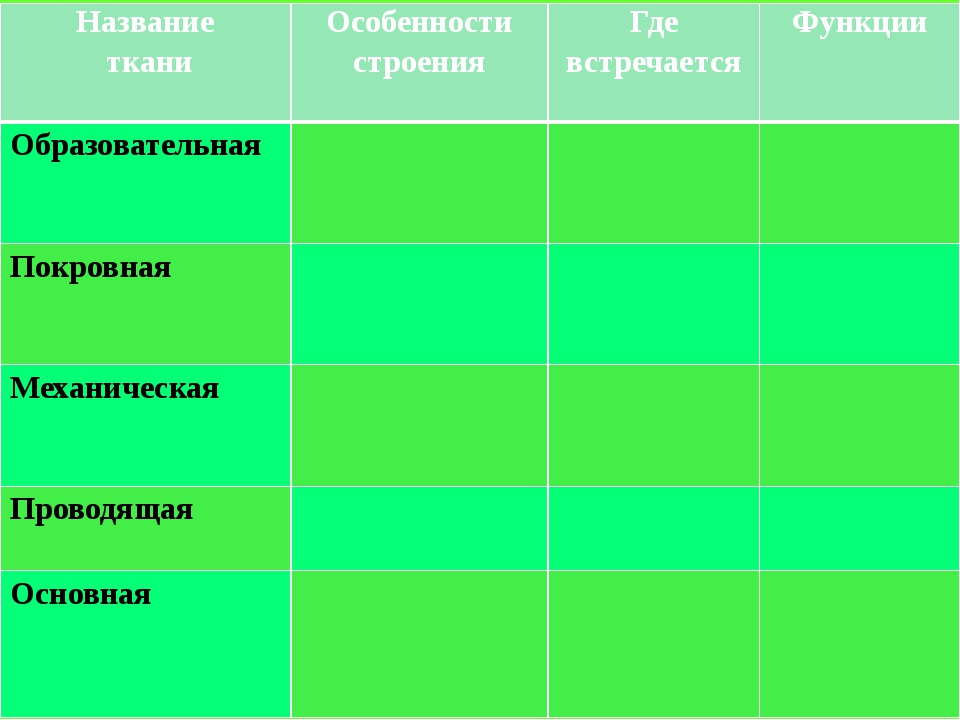 Название
ткани
Особенности
строения
Где
встречается
Функции
Образовательная
Покровная
Механическая
Проводящая
Основная